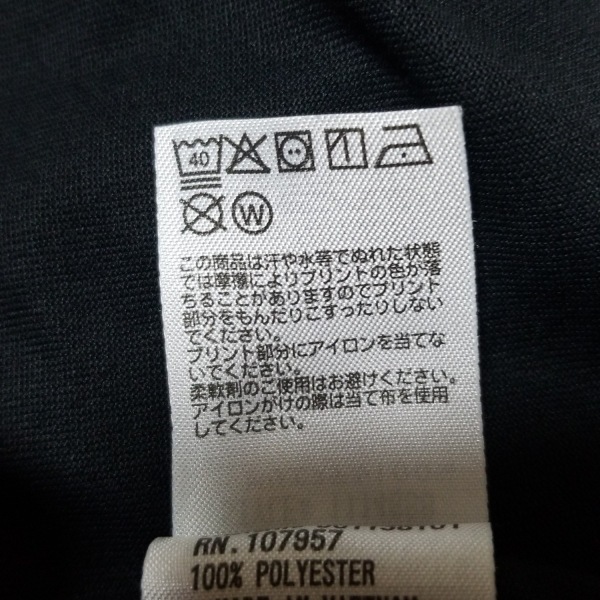 40
W
この商品は汗や水等でぬれた状態
では摩擦によりプリントの色が落
ちることがありますのでプリント
部分をもんだりこすったりしない
でください。
プリント部分にアイロンを当てな
いでください。
柔軟剤のご使用はお避けください。
アイロンがけの際は当て布を使用
してください。
RN.107957
100% POLYESTER